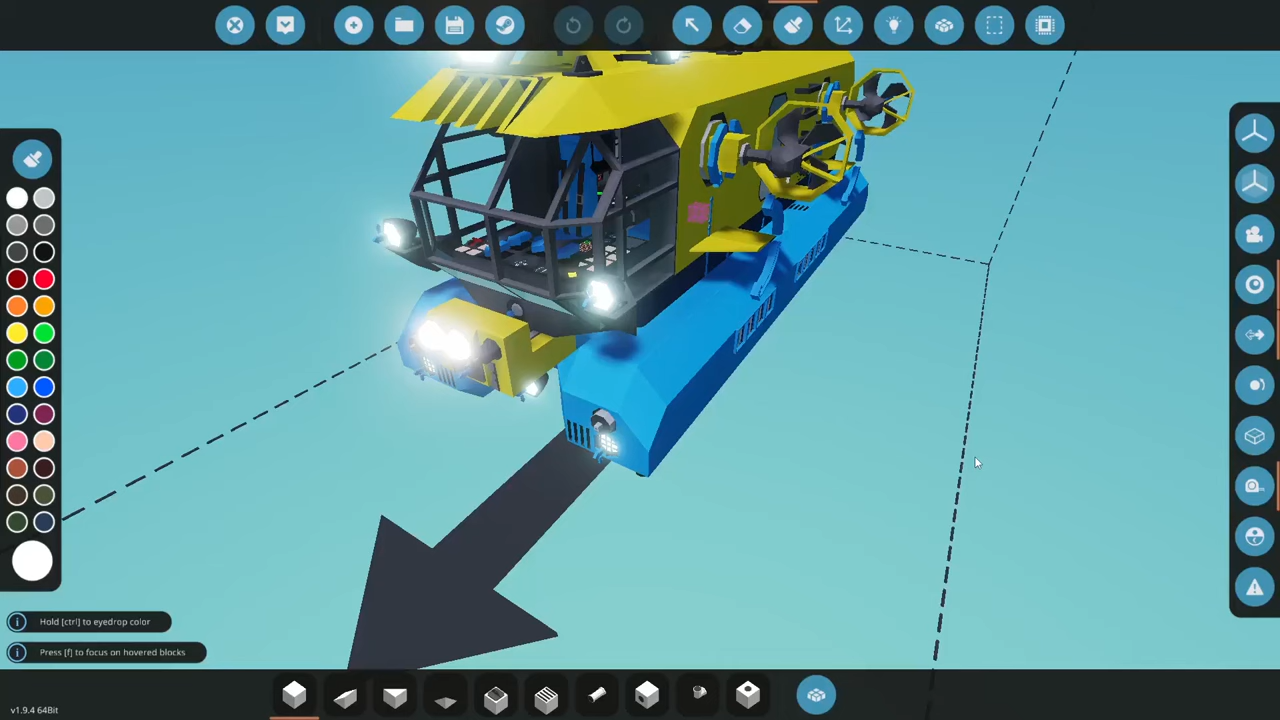 Hold [ctrl] to eyedrop color
Press [f] to focus on hovered blocks
v1.9.4 64Bit